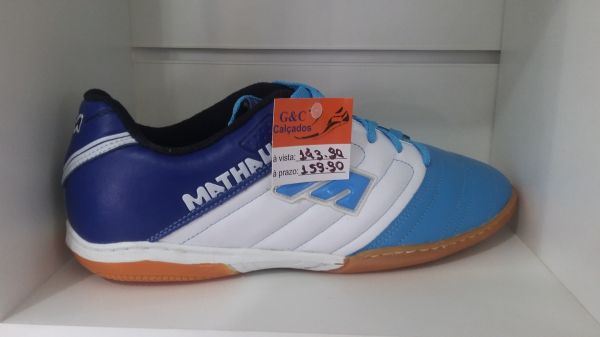 G&C
Calçados
à vista: 143.90
à prazo: 159.90
MATHAU